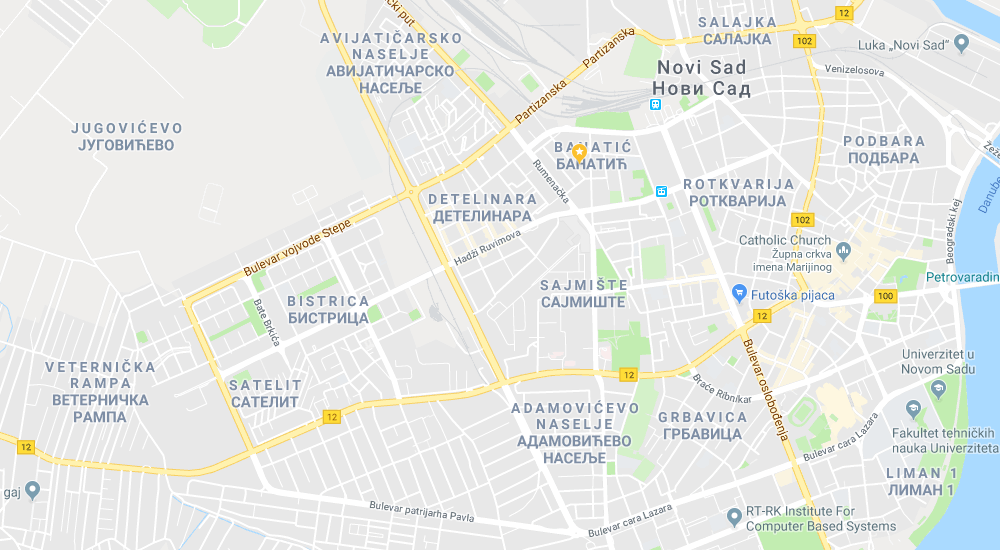 čki put
SALAJKA
САЛАЈКА
12
102
Luka „Novi Sad”
AVIJATIČARSKO
NASELJE
АВИЈАТИЧАРСКО
НАСЕЉЕ
Partizanska
Partizanska
Novi Sad
Нови Сад
Venizelosova
JUGOVIĆEVO
ЈУГОВИЋЕВО
BANATIĆ
БАНАТИЋ
PODBARA
ПОДБАРА
Rumenačka
ROTKVARIJA
РОТКВАРИЈА
DETELINARA
ДЕТЕЛИНАРА
102
Beogradski kej
Bulevar vojvode Stepe
Hadži Ruvimova
Catholic Church
Župna crkva
imena Marijinog
Petrovaradin
BISTRICA
БИСТРИЦА
Bate Brkića
SAJMIŠTE
САЈМИШТЕ
Futoška pijaca
100
12
VETERNIČKA
RAMPA
ВЕТЕРНИЧКА
РАМПА
SATELIT
САТЕЛИТ
12
12
Braće Ribnikar
Bulevar oslobođenja
Univerzitet u
Novom Sadu
ADAMOVIĆEVO
NASELJE
АДАМОВИЋЕВО
НАСЕЉЕ
GRBAVICA
ГРБАВИЦА
Bulevar cara Lazara
Fakultet tehničkih
nauka Univerziteta
12
LIMAN 1
ЛИМАН 1
gaj
Bulevar patrijarha Pavla
Bulevar cara Lazara
RT-RK Institute For
Computer Based Systems